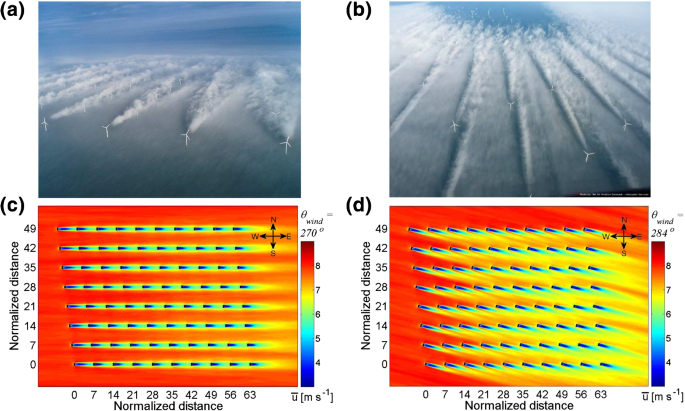 (a)
(b)
(c)
(d)
θ wind = 270°
N
W E
S
49
42
35
28
21
14
7
0
Normalized distance
0 7 14 21 28 35 42 49 56 63
Normalized distance
8
7
6
5
4
u̅ [m s⁻¹]
θ wind = 284°
N
W E
S
49
42
35
28
21
14
7
0
Normalized distance
0 7 14 21 28 35 42 49 56 63
Normalized distance
8
7
6
5
4
u̅ [m s⁻¹]